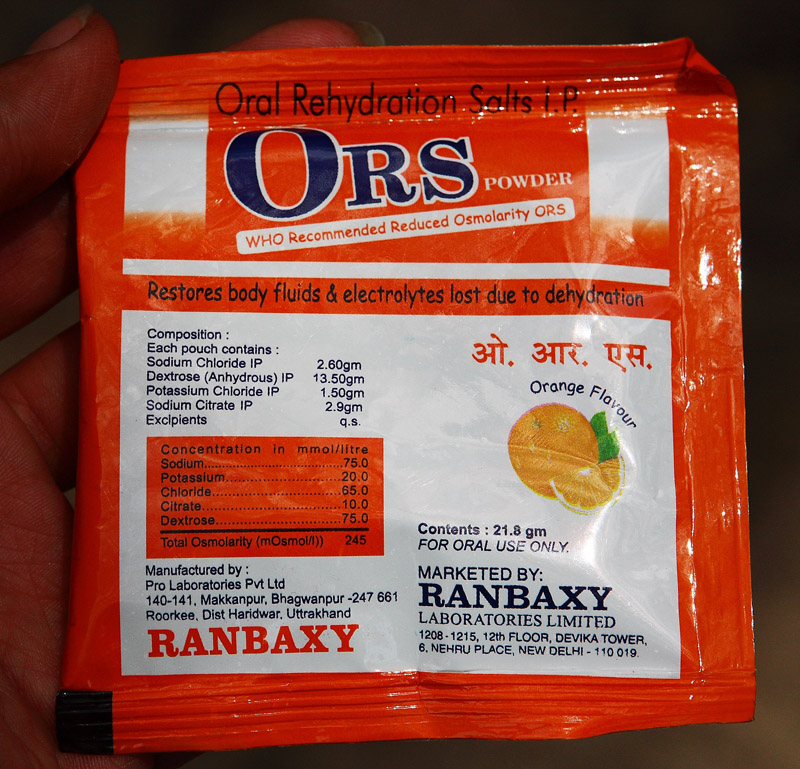 Oral Rehydration Salts I.P.
ORS POWDER
WHO Recommended Reduced Osmolarity ORS
Restores body fluids & electrolytes lost due to dehydration
Composition :
Each pouch contains :
Sodium Chloride IP 2.60gm
Dextrose (Anhydrous) IP 13.50gm
Potassium Chloride IP 1.50gm
Sodium Citrate IP 2.9gm
Excipients q.s.
Concentration in mmol/litre
Sodium....................75.0
Potassium.................20.0
Chloride..................65.0
Citrate...................10.0
Dextrose..................75.0
Total Osmolarity (mOsmol/l)) 245
Manufactured by :
Pro Laboratories Pvt Ltd
140-141, Makkanpur, Bhagwanpur -247 661
Roorkee, Dist Haridwar, Uttrakhand
RANBAXY
ओ. आर. एस.
Orange Flavour
Contents : 21.8 gm
FOR ORAL USE ONLY.
MARKETED BY:
RANBAXY
LABORATORIES LIMITED
1208 -1215, 12th FLOOR, DEVIKA TOWER,
6, NEHRU PLACE, NEW DELHI - 110 019.